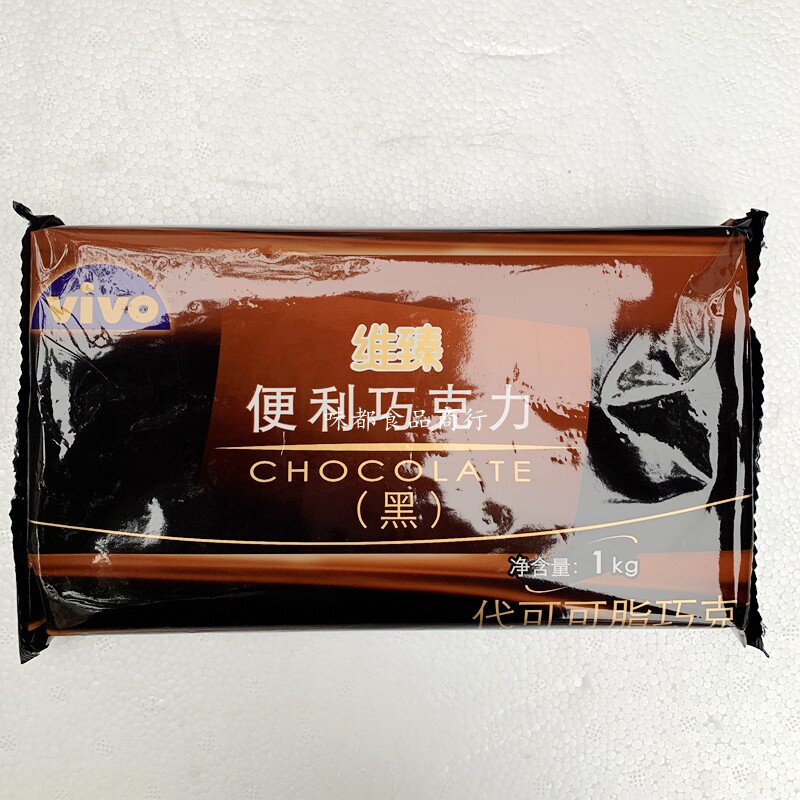 vivo
维臻
便利巧克力
味都食品商行
CHOCOLATE
（黑）
净含量：1kg
代可可脂巧克